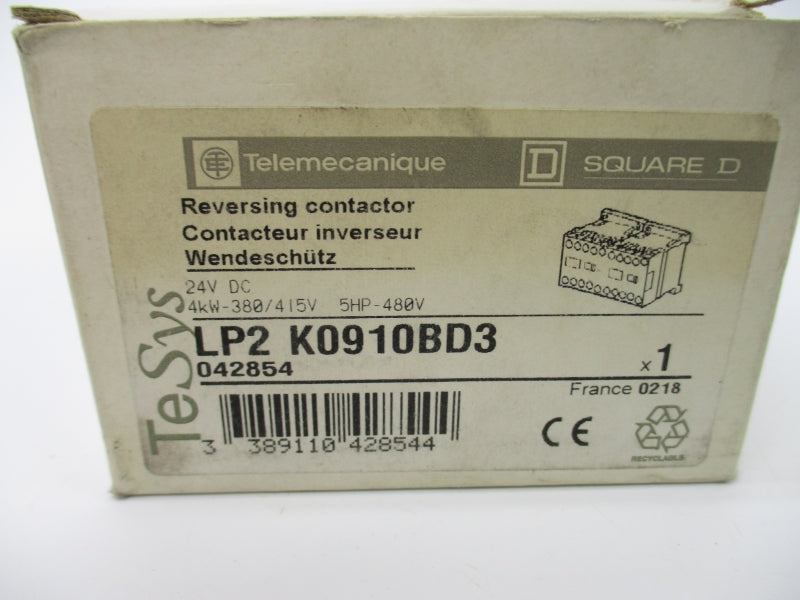 Telemecanique D SQUARE D
Reversing contactor
Contacteur inverseur
Wendeschütz
24V DC
4kW-380/415V 5HP-480V
TeSys
LP2 K0910BD3
042854
x 1
France 0218
3 389110 428544
CE
RECYCLABLE